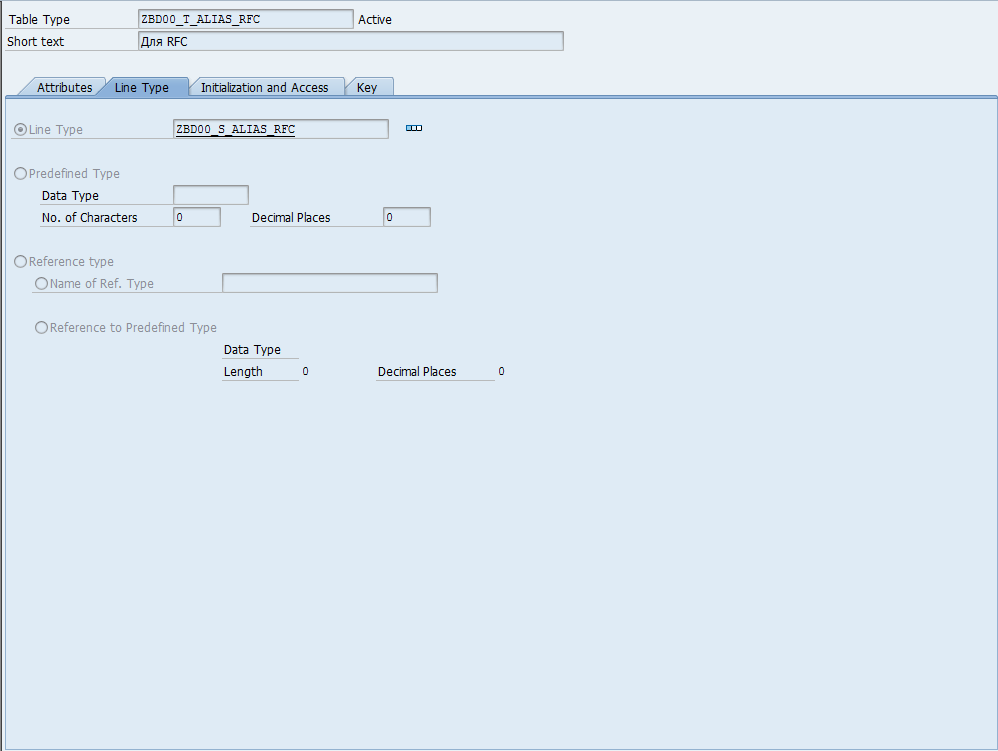 Table Type ZBD00_T_ALIAS_RFC Active
Short text Для RFC
Attributes Line Type Initialization and Access Key
Line Type ZBD00_S_ALIAS_RFC
Predefined Type
Data Type
No. of Characters 0 Decimal Places 0
Reference type
Name of Ref. Type
Reference to Predefined Type
Data Type
Length 0 Decimal Places 0